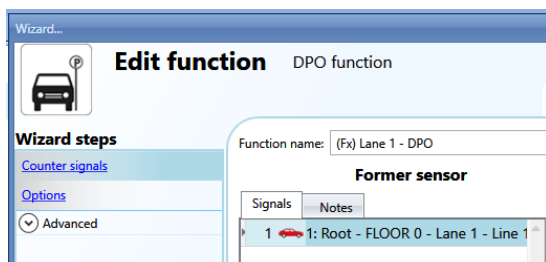 Wizard...
Edit function DPO function
Wizard steps
Counter signals
Options
Advanced
Function name: (Fx) Lane 1 - DPO
Former sensor
Signals Notes
1 1: Root - FLOOR 0 - Lane 1 - Line 1